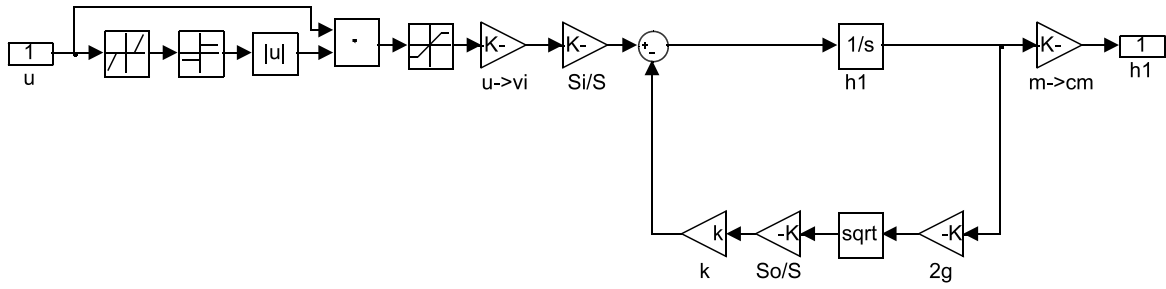 1
u
|u|
K-
u->vi
K-
Si/S
+
-
1/s
h1
K-
m->cm
1
h1
k
k
-K
So/S
sqrt
-K
2g